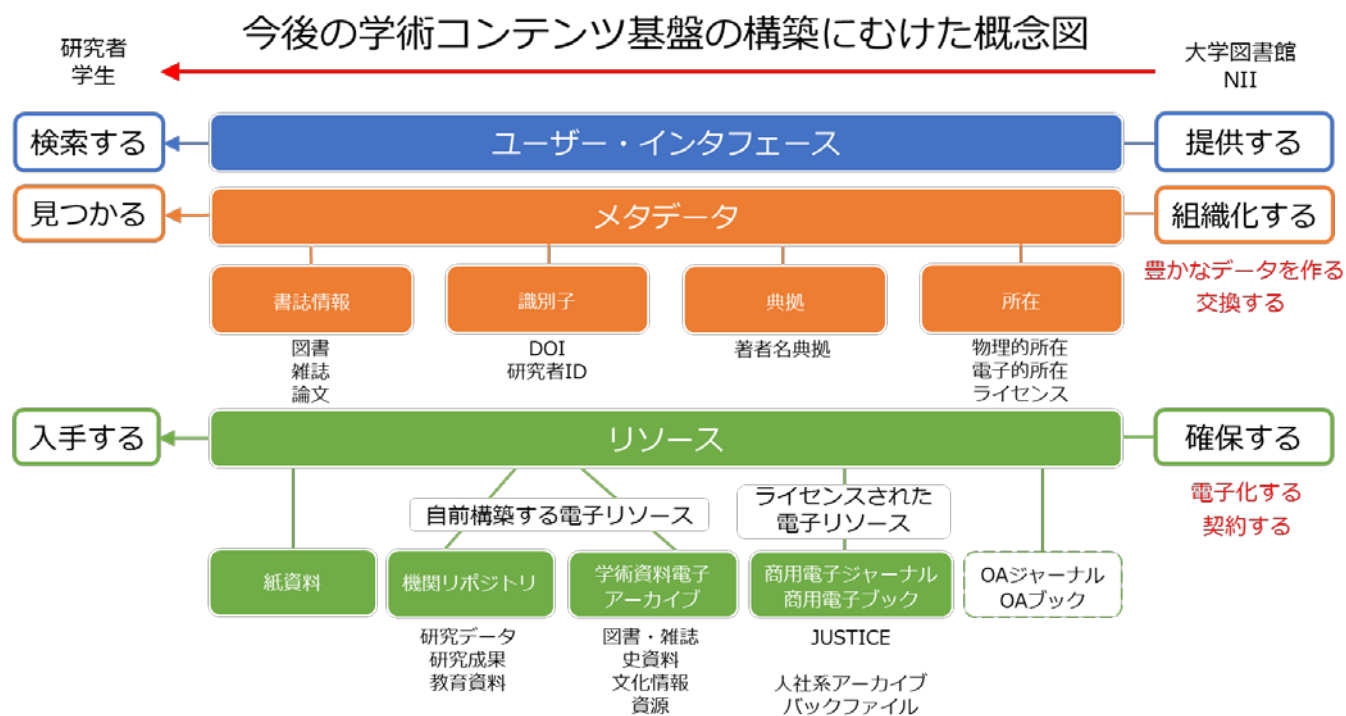 今後の学術コンテンツ基盤の構築にむけた概念図
研究者
学生
大学図書館
NII
検索する
ユーザー・インタフェース
提供する
見つかる
メタデータ
組織化する
豊かなデータを作る
交換する
書誌情報
識別子
典拠
所在
図書
雑誌
論文
DOI
研究者ID
著者名典拠
物理的所在
電子的所在
ライセンス
入手する
リソース
確保する
電子化する
契約する
自前構築する電子リソース
ライセンスされた
電子リソース
紙資料
機関リポジトリ
学術資料電子
アーカイブ
商用電子ジャーナル
商用電子ブック
OAジャーナル
OAブック
研究データ
研究成果
教育資料
図書・雑誌
史資料
文化情報
資源
JUSTICE
人社系アーカイブ
バックファイル